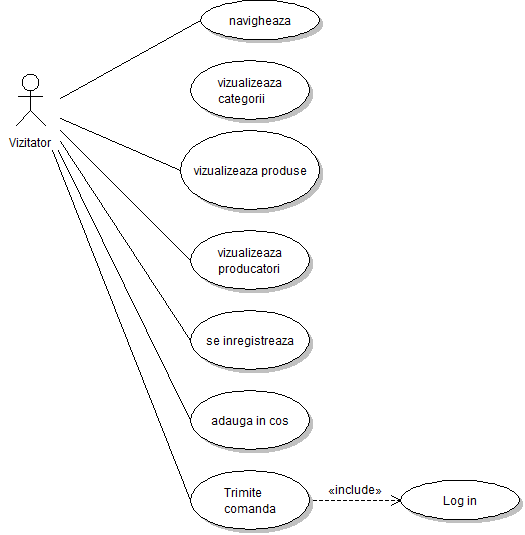 navigheaza
vizualizeaza
categorii
Vizitator
vizualizeaza produse
vizualizeaza
producatori
se inregistreaza
adauga in cos
Trimite
comanda
«include»
Log in